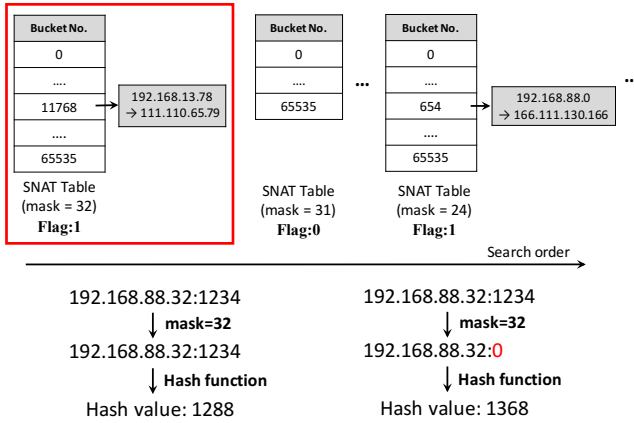 Bucket No.
0
....
11768
....
65535
192.168.13.78
→ 111.110.65.79
SNAT Table
(mask = 32)
Flag:1
Bucket No.
0
....
65535
SNAT Table
(mask = 31)
Flag:0
...
Bucket No.
0
....
654
....
65535
192.168.88.0
→ 166.111.130.166
SNAT Table
(mask = 24)
Flag:1
..
Search order
192.168.88.32:1234
mask=32
192.168.88.32:1234
Hash function
Hash value: 1288
192.168.88.32:1234
mask=32
192.168.88.32:0
Hash function
Hash value: 1368